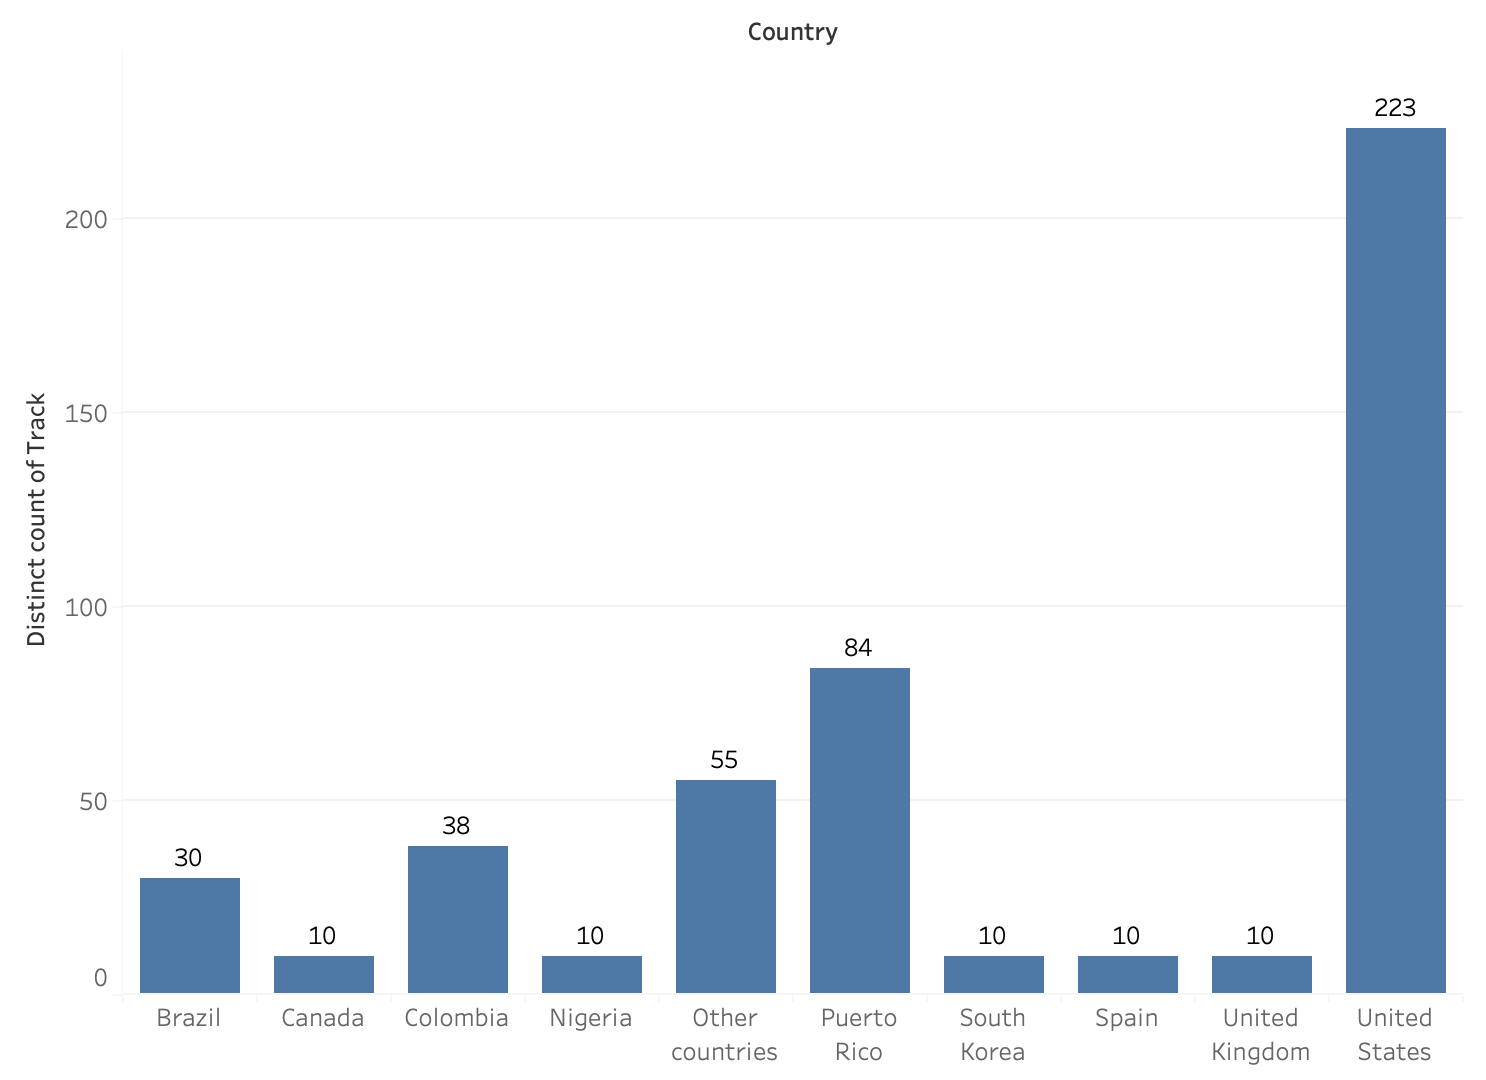 Country
Distinct count of Track
200
150
100
50
0
30
10
38
10
55
84
10
10
10
223
Brazil
Canada
Colombia
Nigeria
Other
countries
Puerto
Rico
South
Korea
Spain
United
Kingdom
United
States